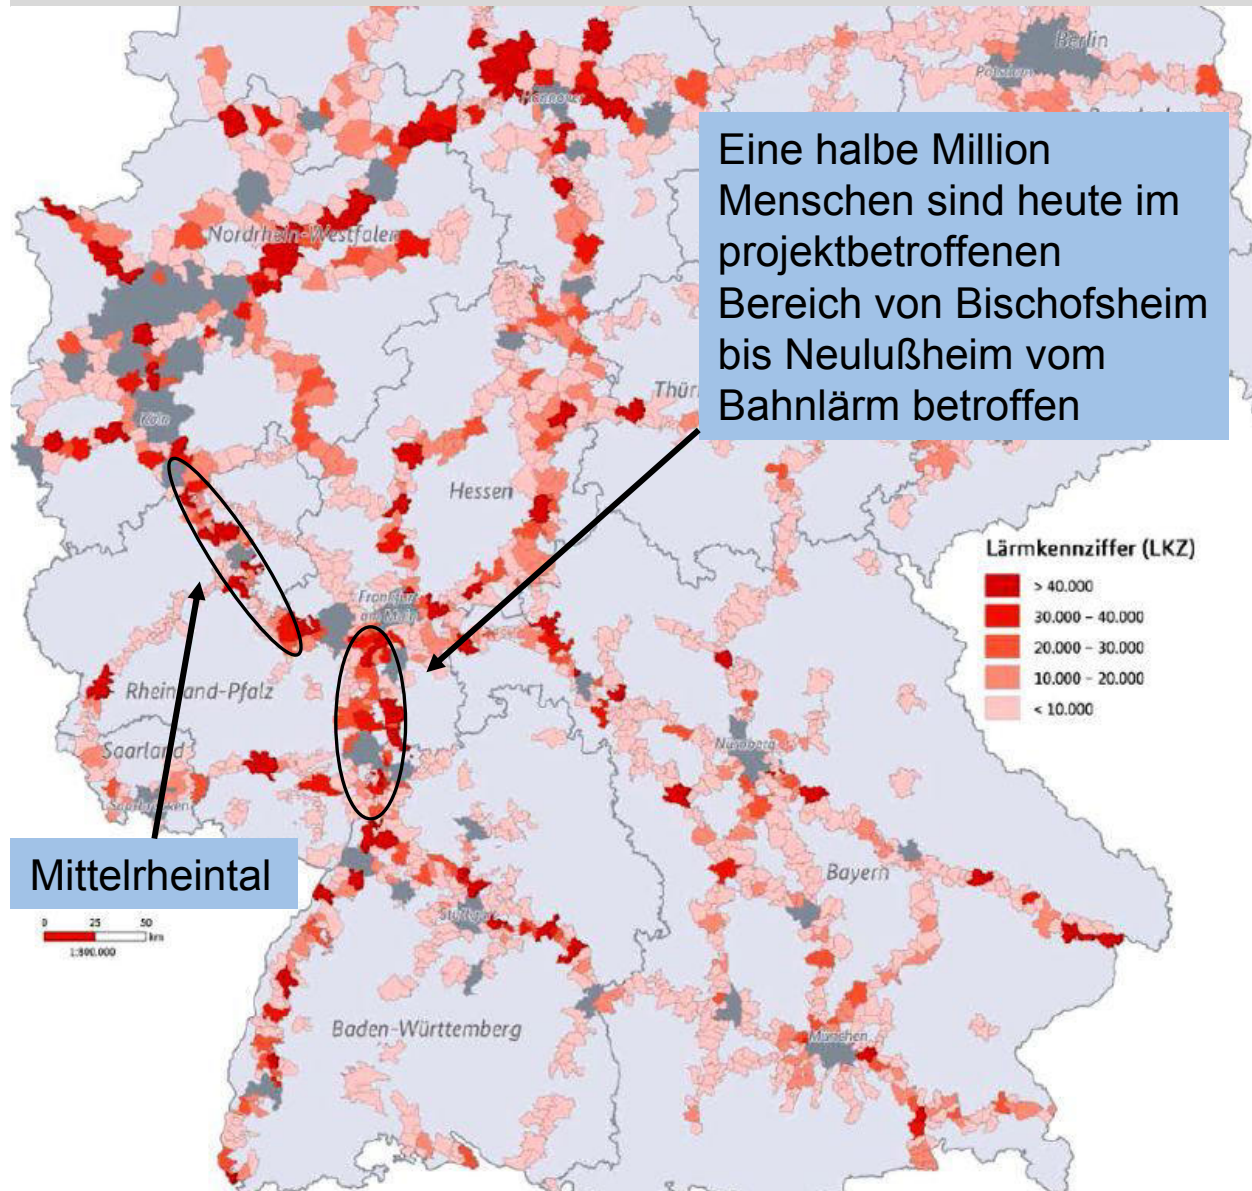 Berlin
Potsdam
Hannover
Eine halbe Million
Menschen sind heute im
projektbetroffenen
Bereich von Bischofsheim
bis Neulußheim vom
Bahnlärm betroffen
Nordrhein-Westfalen
Thür
Köln
Hessen
Lärmkennziffer (LKZ)
> 40.000
30.000 – 40.000
20.000 – 30.000
10.000 – 20.000
< 10.000
Frankfurt
am Main
Rheinland-Pfalz
Saarland
Saarbrücken
Nürnberg
Mittelrheintal
Bayern
Stuttgart
0 25 50
km
1:800.000
Baden-Württemberg
München